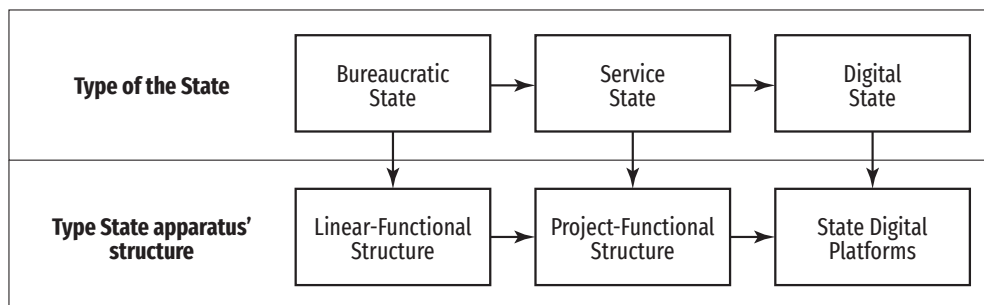 Type of the State
Bureaucratic
State
Service
State
Digital
State
Type State apparatus’
structure
Linear-Functional
Structure
Project-Functional
Structure
State Digital
Platforms